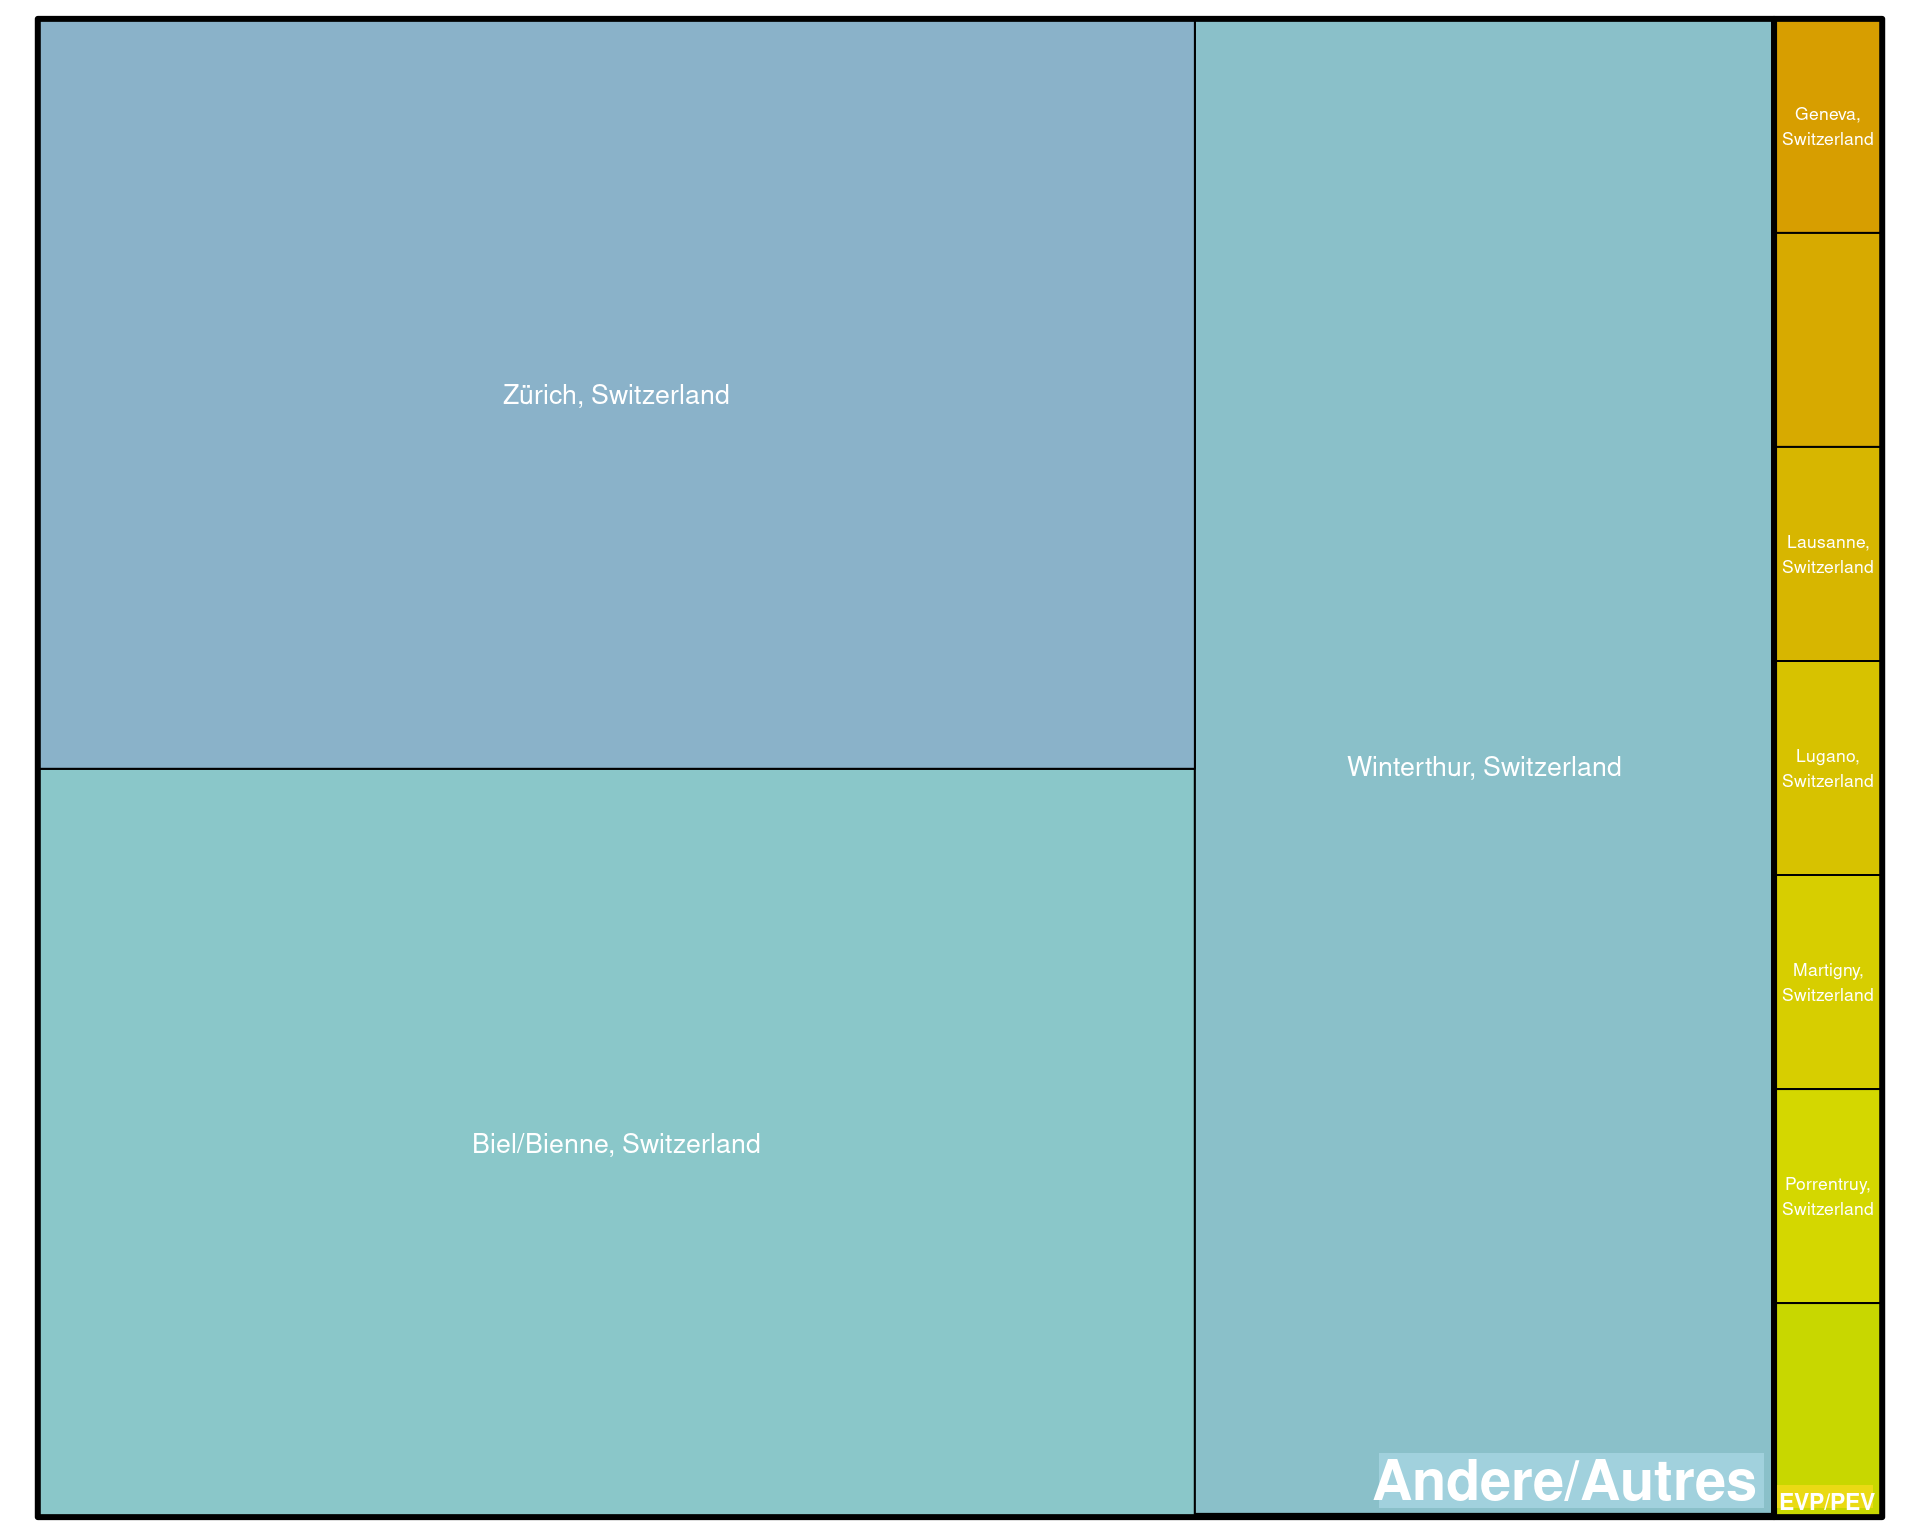 Zürich, Switzerland
Biel/Bienne, Switzerland
Winterthur, Switzerland
Andere/Autres
Geneva,
Switzerland
Lausanne,
Switzerland
Lugano,
Switzerland
Martigny,
Switzerland
Porrentruy,
Switzerland
EVP/PEV